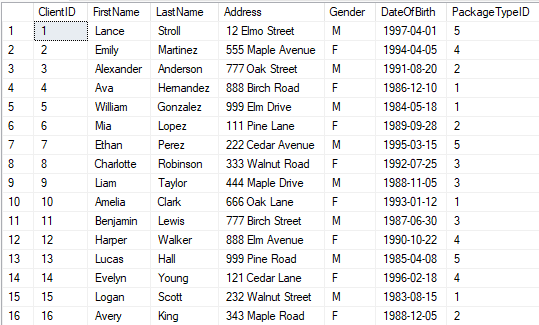 ClientID FirstName LastName Address Gender DateOfBirth PackageTypeID
1 1 Lance Stroll 12 Elmo Street M 1997-04-01 5
2 2 Emily Martinez 555 Maple Avenue F 1994-04-05 4
3 3 Alexander Anderson 777 Oak Street M 1991-08-20 2
4 4 Ava Hernandez 888 Birch Road F 1986-12-10 1
5 5 William Gonzalez 999 Elm Drive M 1984-05-18 1
6 6 Mia Lopez 111 Pine Lane F 1989-09-28 2
7 7 Ethan Perez 222 Cedar Avenue M 1995-03-15 5
8 8 Charlotte Robinson 333 Walnut Road F 1992-07-25 3
9 9 Liam Taylor 444 Maple Drive M 1988-11-05 3
10 10 Amelia Clark 666 Oak Lane F 1993-01-12 1
11 11 Benjamin Lewis 777 Birch Street M 1987-06-30 3
12 12 Harper Walker 888 Elm Avenue F 1990-10-22 4
13 13 Lucas Hall 999 Pine Road M 1985-04-08 5
14 14 Evelyn Young 121 Cedar Lane F 1996-02-18 4
15 15 Logan Scott 232 Walnut Street M 1983-08-15 1
16 16 Avery King 343 Maple Road F 1988-12-05 2